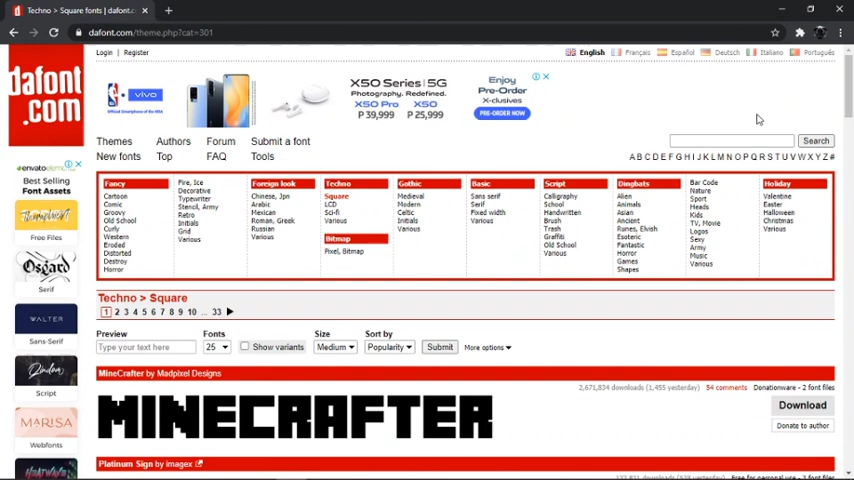 Techno > Square fonts | dafont.c
dafont.com/theme.php?cat=301
Login | Register
English Français Español Deutsch Italiano Português
dafont
.com
vivo
X50 Series | 5G
Photography. Redefined.
X50 Pro X50
P 39,999 P 25,999
Enjoy
Pre-Order
X-clusives
PRE-ORDER NOW
Themes Authors Forum Submit a font
New fonts Top FAQ Tools
Search
A B C D E F G H I J K L M N O P Q R S T U V W X Y Z #
envato elements
Best Selling
Font Assets
Free Files
Osgard
Serif
WALTER
Sans-Serif
Script
MARISA
Webfonts
Fancy
Cartoon
Comic
Groovy
Old School
Curly
Western
Eroded
Distorted
Destroy
Horror
Fire, Ice
Decorative
Typewriter
Stencil, Army
Retro
Initials
Grid
Various
Foreign look
Chinese, Jpn
Arabic
Mexican
Roman, Greek
Russian
Various
Techno
Square
LCD
Sci-fi
Various
Bitmap
Pixel, Bitmap
Gothic
Medieval
Modern
Celtic
Initials
Various
Basic
Sans serif
Serif
Fixed width
Various
Script
Calligraphy
School
Handwritten
Brush
Trash
Graffiti
Old School
Various
Dingbats
Alien
Animals
Asian
Ancient
Runes, Elvish
Esoteric
Fantastic
Horror
Games
Shapes
Bar Code
Nature
Sport
Heads
Kids
TV, Movie
Logos
Sexy
Army
Music
Various
Holiday
Valentine
Easter
Halloween
Christmas
Various
Techno > Square
1 2 3 4 5 6 7 8 9 10 ... 33
Preview Fonts Size Sort by
Type your text here 25 Show variants Medium Popularity Submit More options
MineCrafter by Madpixel Designs
2,671,834 downloads (1,455 yesterday) 54 comments Donationware - 2 font files
MINECRAFTER
Download
Donate to author
Platinum Sign by Imagex